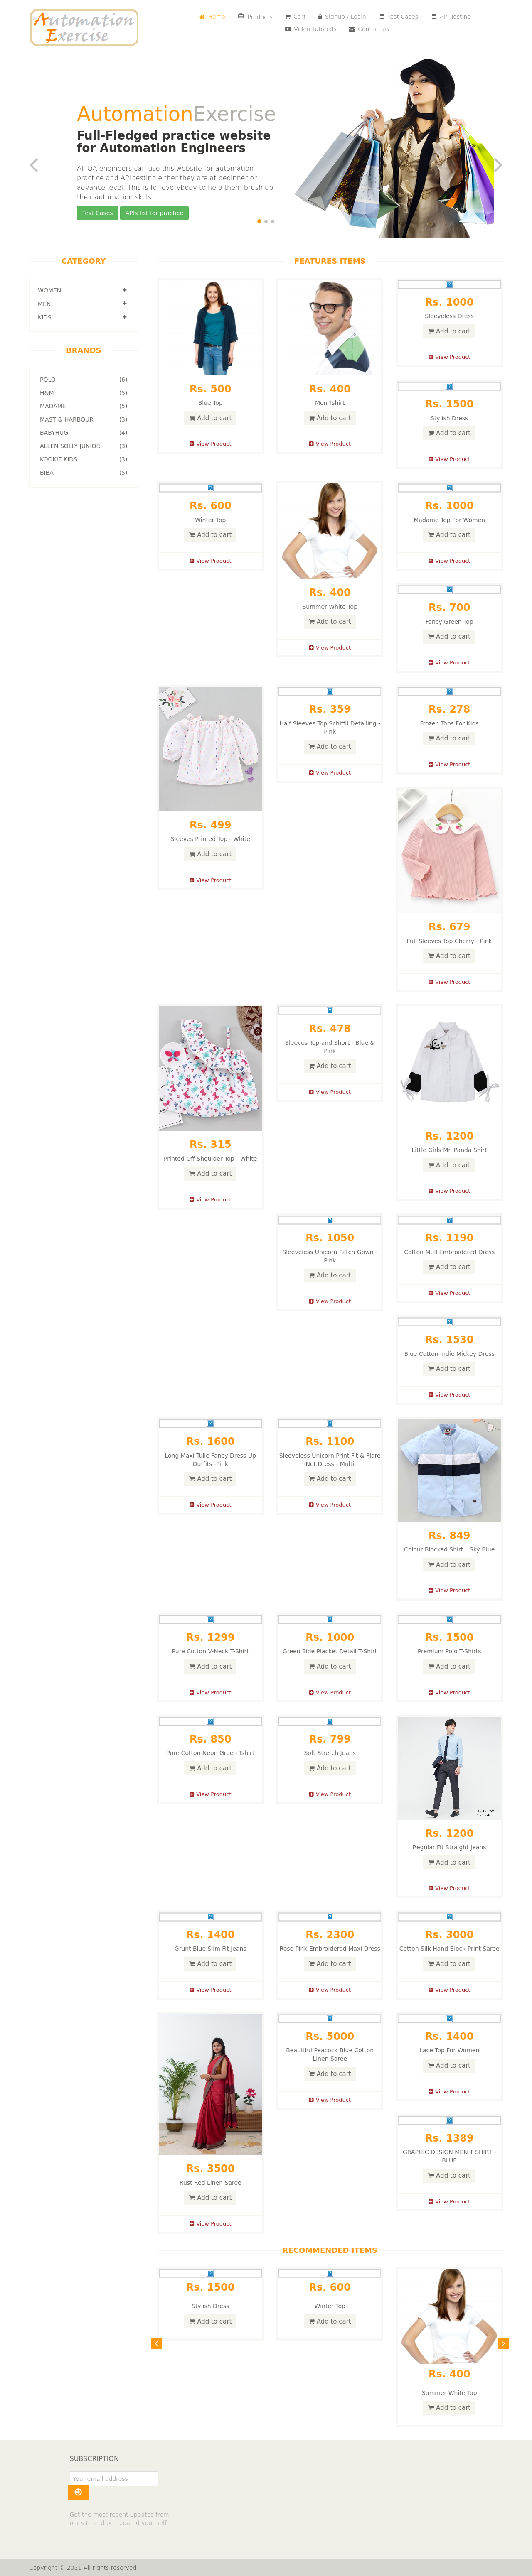 Automation
Exercise
Home
Products
Cart
Signup / Login
Test Cases
API Testing
Video Tutorials
Contact us
AutomationExercise
Full-Fledged practice website
for Automation Engineers
All QA engineers can use this website for automation
practice and API testing either they are at beginner or
advance level. This is for everybody to help them brush up
their automation skills.
Test Cases
APIs list for practice
CATEGORY
WOMEN
MEN
KIDS
BRANDS
POLO (6)
H&M (5)
MADAME (5)
MAST & HARBOUR (3)
BABYHUG (4)
ALLEN SOLLY JUNIOR (3)
KOOKIE KIDS (3)
BIBA (5)
FEATURES ITEMS
Rs. 500
Blue Top
Add to cart
View Product
Rs. 400
Men Tshirt
Add to cart
View Product
Rs. 1000
Sleeveless Dress
Add to cart
View Product
Rs. 1500
Stylish Dress
Add to cart
View Product
Rs. 600
Winter Top
Add to cart
View Product
Rs. 400
Summer White Top
Add to cart
View Product
Rs. 1000
Madame Top For Women
Add to cart
View Product
Rs. 700
Fancy Green Top
Add to cart
View Product
Rs. 499
Sleeves Printed Top - White
Add to cart
View Product
Rs. 359
Half Sleeves Top Schiffli Detailing -
Pink
Add to cart
View Product
Rs. 278
Frozen Tops For Kids
Add to cart
View Product
Rs. 679
Full Sleeves Top Cherry - Pink
Add to cart
View Product
Rs. 315
Printed Off Shoulder Top - White
Add to cart
View Product
Rs. 478
Sleeves Top and Short - Blue &
Pink
Add to cart
View Product
Rs. 1200
Little Girls Mr. Panda Shirt
Add to cart
View Product
Rs. 1050
Sleeveless Unicorn Patch Gown -
Pink
Add to cart
View Product
Rs. 1190
Cotton Mull Embroidered Dress
Add to cart
View Product
Rs. 1530
Blue Cotton Indie Mickey Dress
Add to cart
View Product
Rs. 1600
Long Maxi Tulle Fancy Dress Up
Outfits -Pink
Add to cart
View Product
Rs. 1100
Sleeveless Unicorn Print Fit & Flare
Net Dress - Multi
Add to cart
View Product
Rs. 849
Colour Blocked Shirt – Sky Blue
Add to cart
View Product
Rs. 1299
Pure Cotton V-Neck T-Shirt
Add to cart
View Product
Rs. 1000
Green Side Placket Detail T-Shirt
Add to cart
View Product
Rs. 1500
Premium Polo T-Shirts
Add to cart
View Product
Rs. 850
Pure Cotton Neon Green Tshirt
Add to cart
View Product
Rs. 799
Soft Stretch Jeans
Add to cart
View Product
Rs. 1200
Regular Fit Straight Jeans
Add to cart
View Product
Rs. 1400
Grunt Blue Slim Fit Jeans
Add to cart
View Product
Rs. 2300
Rose Pink Embroidered Maxi Dress
Add to cart
View Product
Rs. 3000
Cotton Silk Hand Block Print Saree
Add to cart
View Product
Rs. 3500
Rust Red Linen Saree
Add to cart
View Product
Rs. 5000
Beautiful Peacock Blue Cotton
Linen Saree
Add to cart
View Product
Rs. 1400
Lace Top For Women
Add to cart
View Product
Rs. 1389
GRAPHIC DESIGN MEN T SHIRT -
BLUE
Add to cart
View Product
RECOMMENDED ITEMS
Rs. 1500
Stylish Dress
Add to cart
Rs. 600
Winter Top
Add to cart
Rs. 400
Summer White Top
Add to cart
SUBSCRIPTION
Your email address
Get the most recent updates from
our site and be updated your self...
Copyright © 2021 All rights reserved